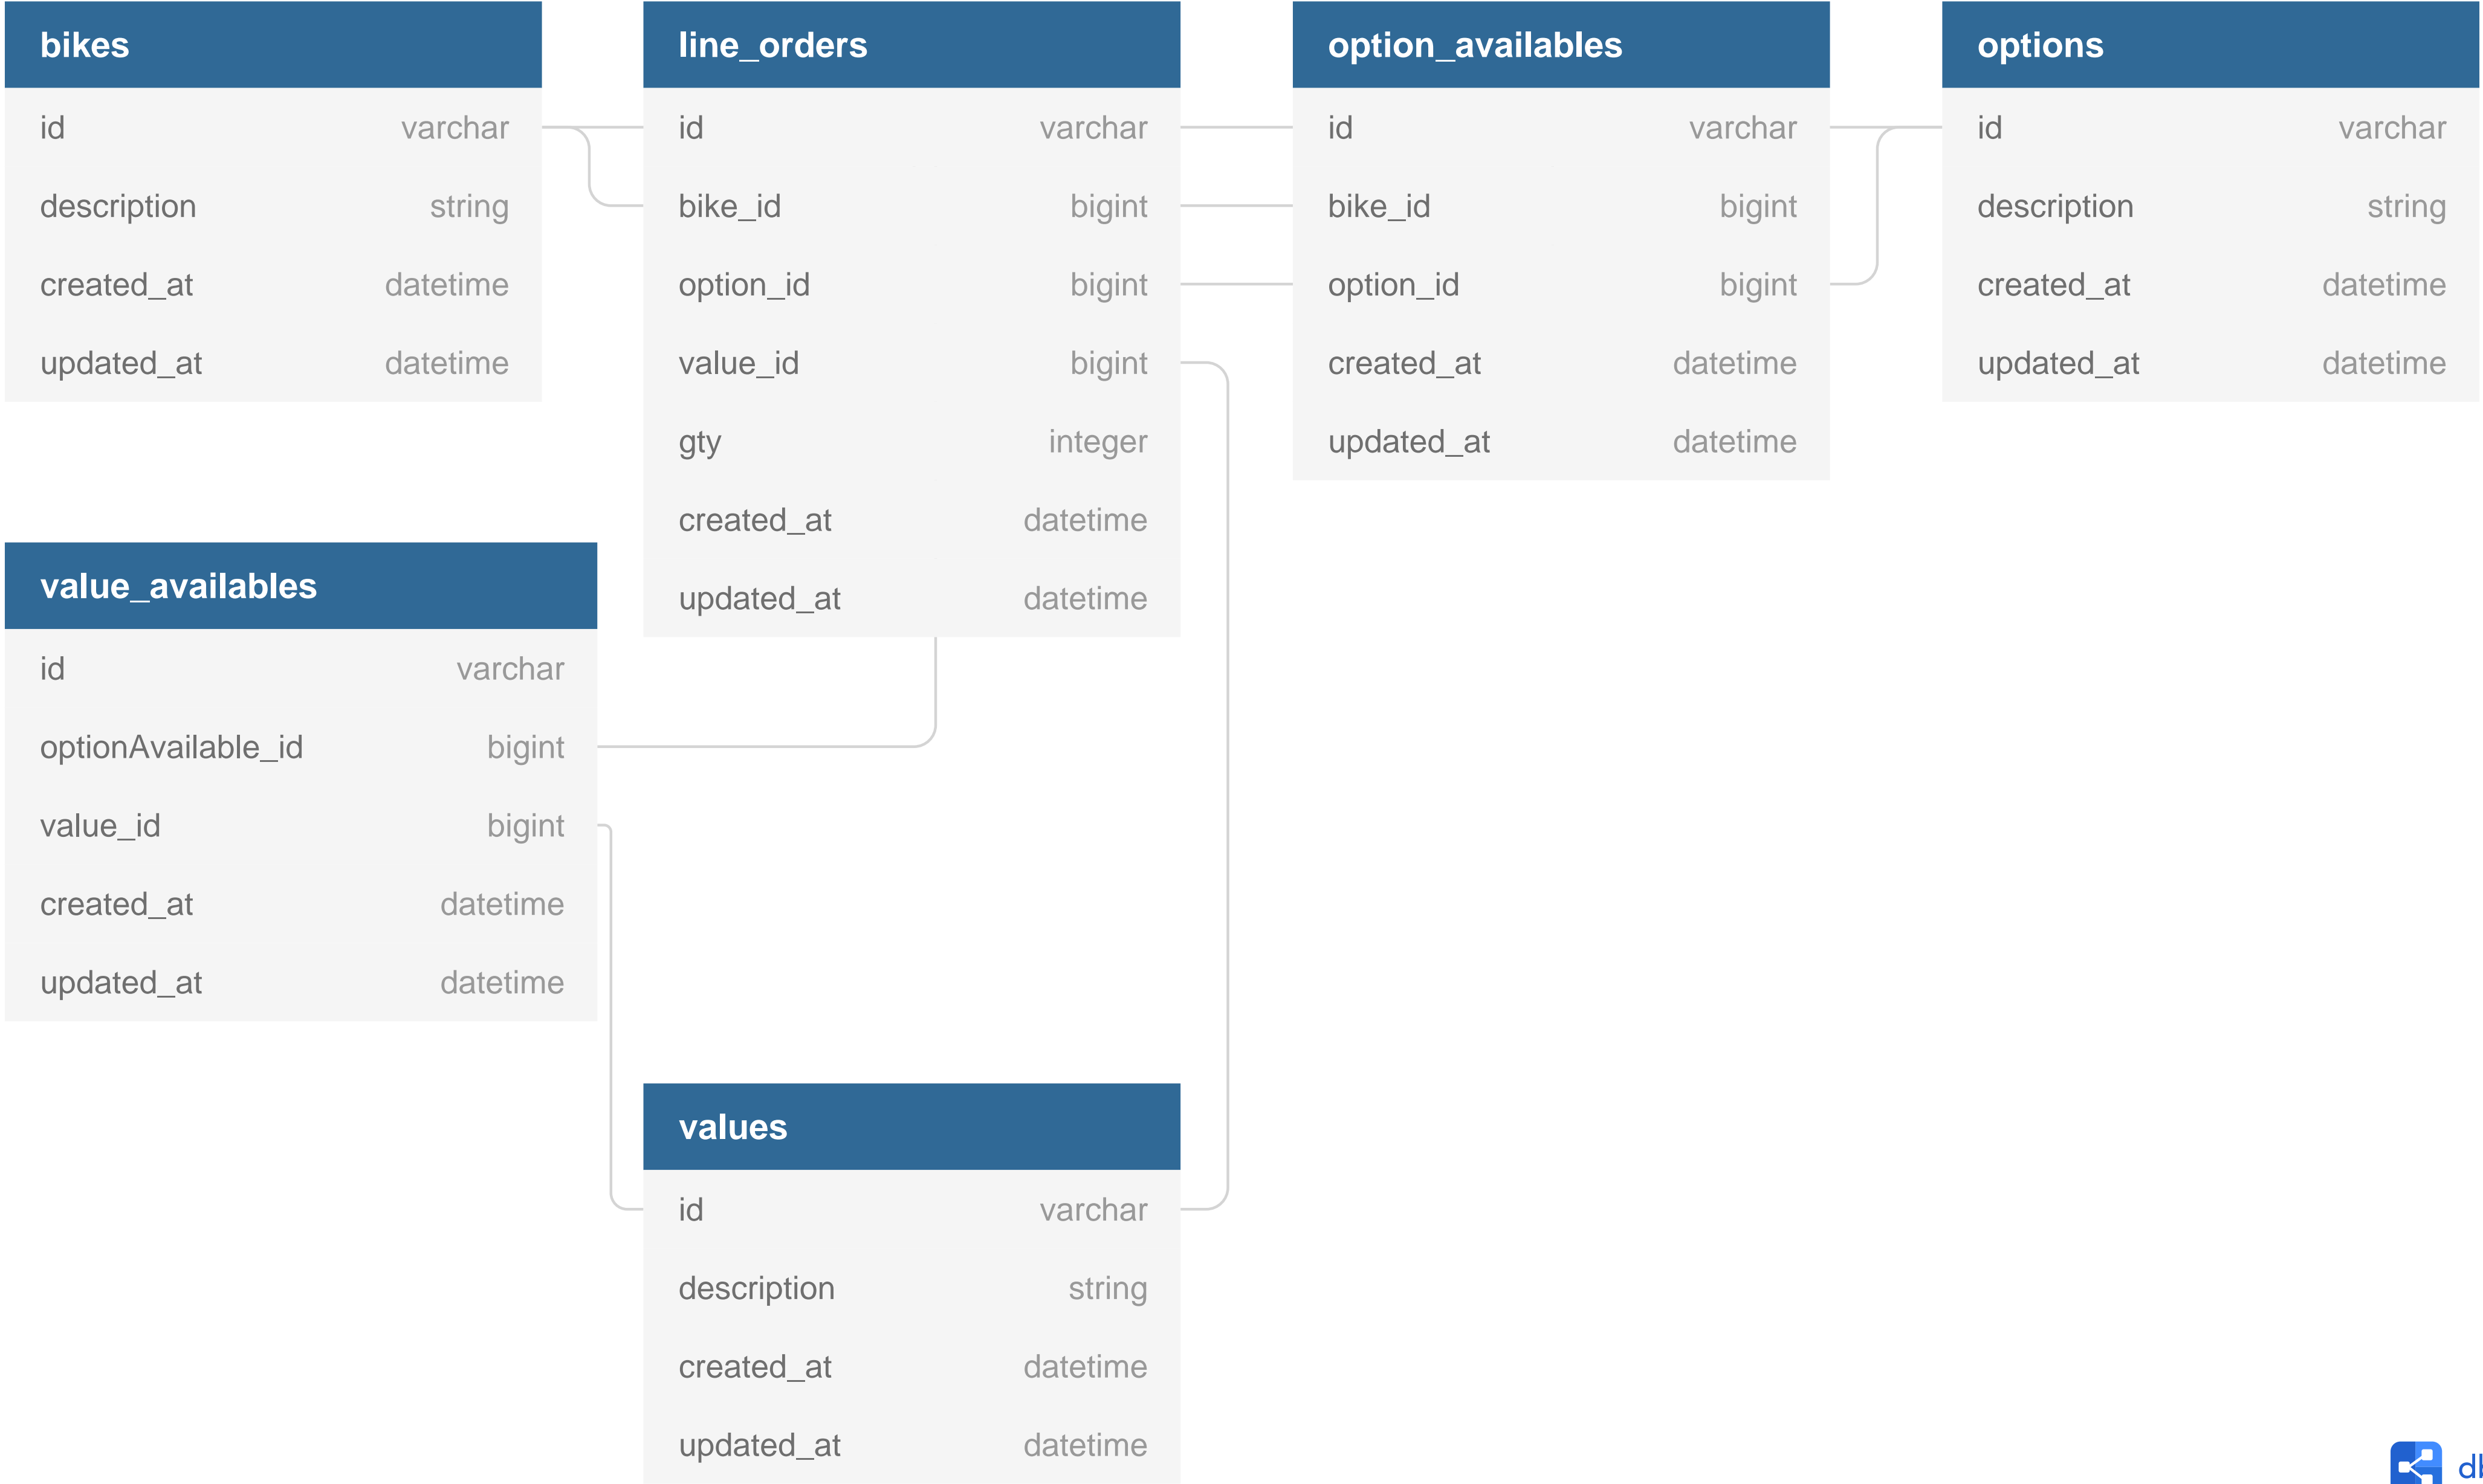 bikes
id varchar
description string
created_at datetime
updated_at datetime
line_orders
id varchar
bike_id bigint
option_id bigint
value_id bigint
gty integer
created_at datetime
updated_at datetime
option_availables
id varchar
bike_id bigint
option_id bigint
created_at datetime
updated_at datetime
options
id varchar
description string
created_at datetime
updated_at datetime
value_availables
id varchar
optionAvailable_id bigint
value_id bigint
created_at datetime
updated_at datetime
values
id varchar
description string
created_at datetime
updated_at datetime